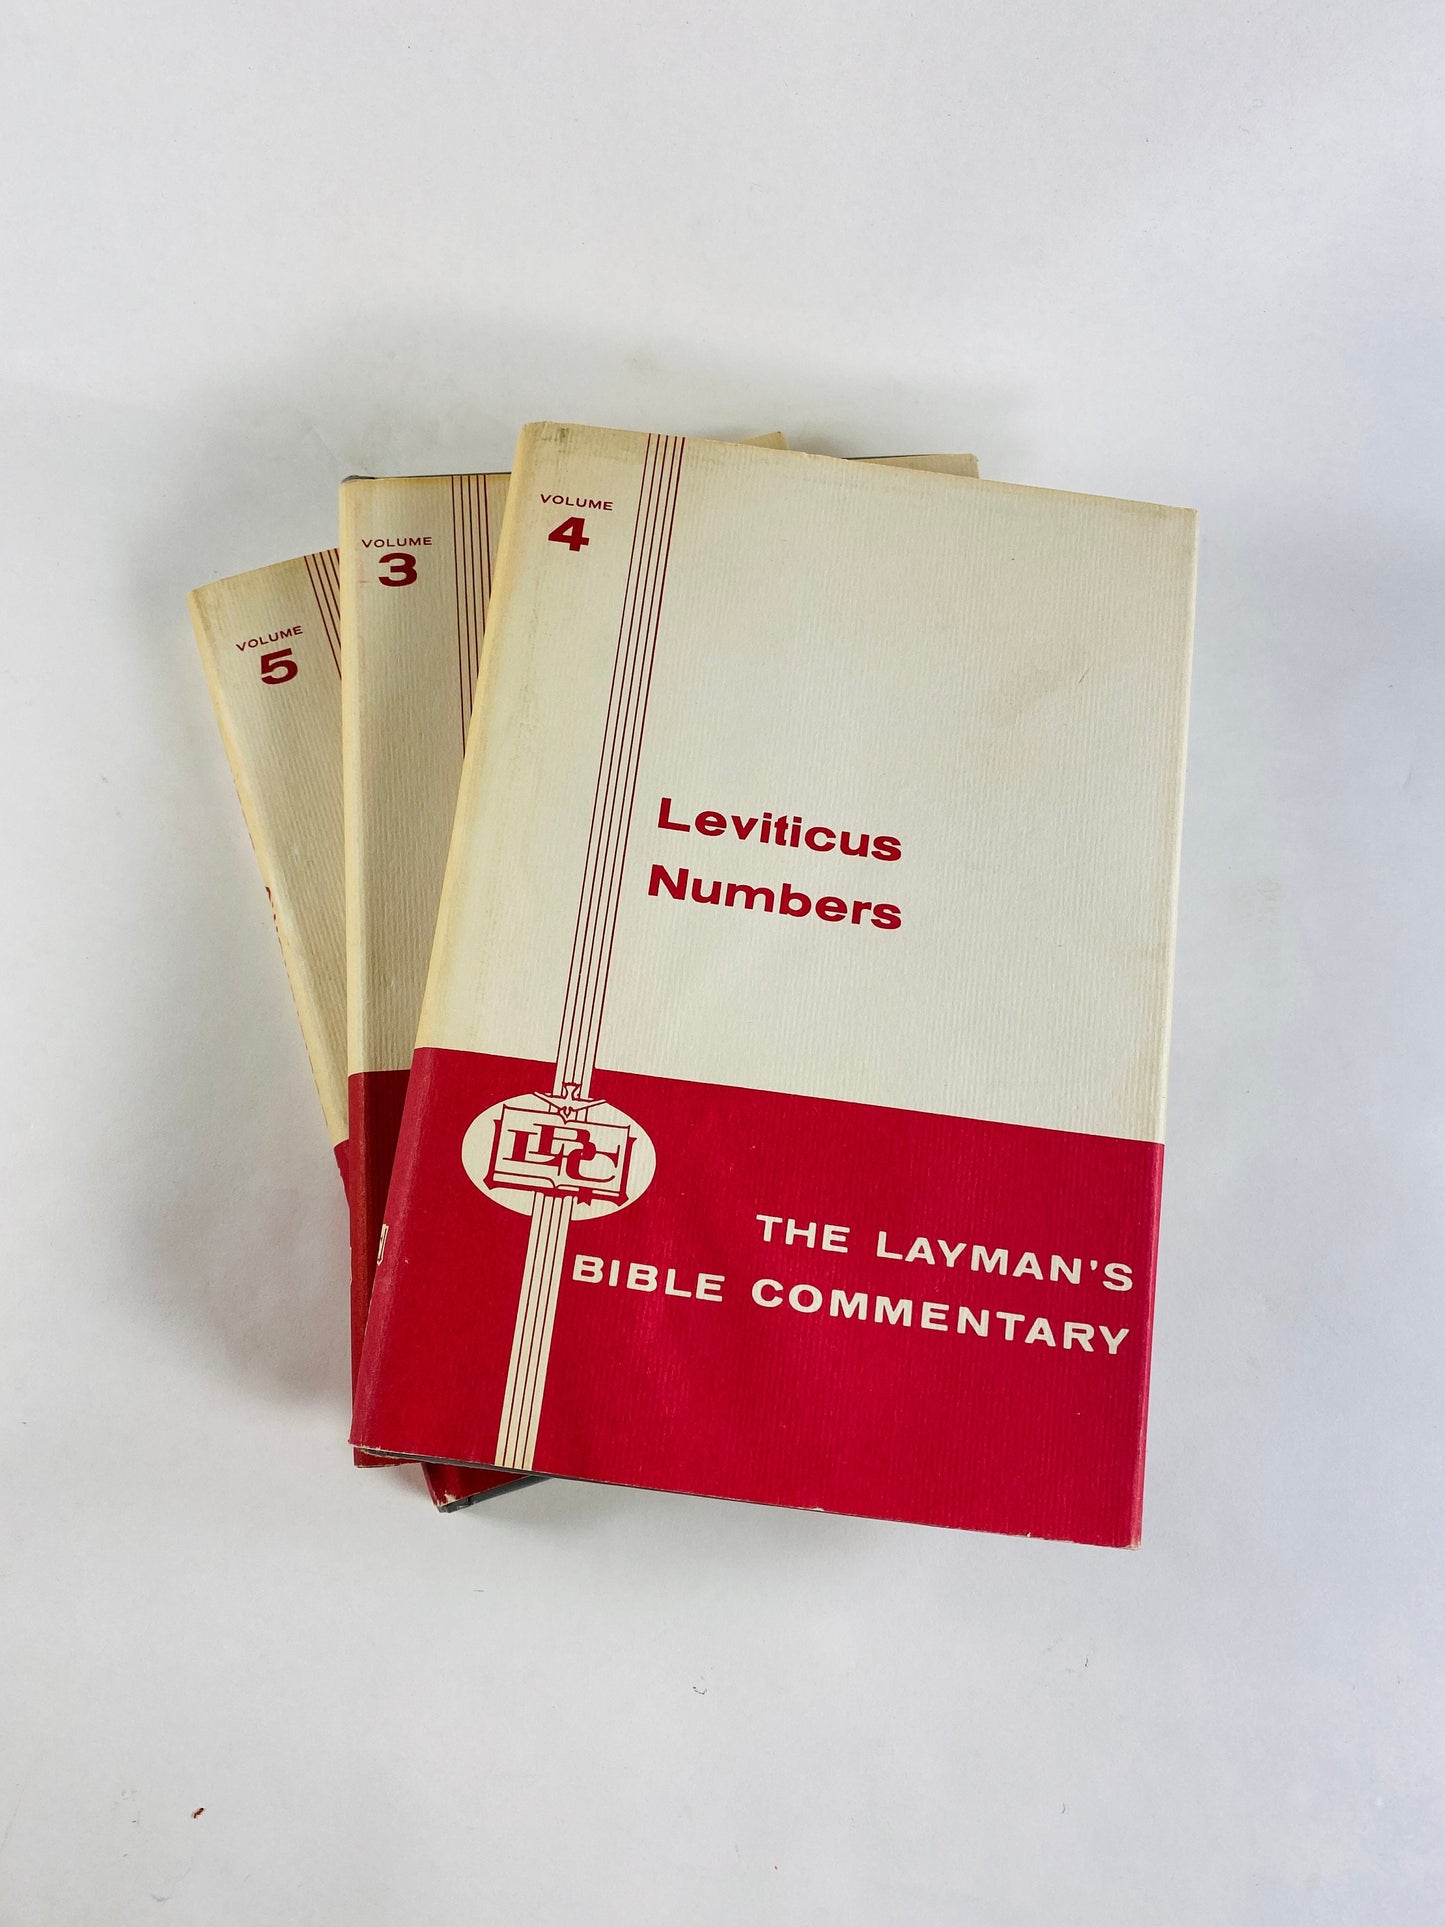 VOLUME
5
VOLUME
3
VOLUME
4
Leviticus
Numbers
LBC
THE LAYMAN'S
BIBLE COMMENTARY